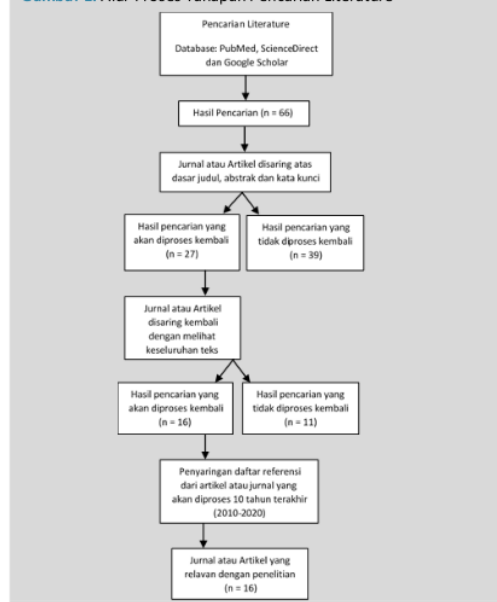 Pencarian Literature
Database: PubMed, ScienceDirect
dan Google Scholar
Hasil Pencarian (n = 66)
Jurnal atau Artikel disaring atas
dasar judul, abstrak dan kata kunci
Hasil pencarian yang
akan diproses kembali
(n = 27)
Hasil pencarian yang
tidak diproses kembali
(n = 39)
Jurnal atau Artikel
disaring kembali
dengan melihat
keseluruhan teks
Hasil pencarian yang
akan diproses kembali
(n = 16)
Hasil pencarian yang
tidak diproses kembali
(n = 11)
Penyaringan daftar referensi
dari artikel atau jurnal yang
akan diproses 10 tahun terakhir
(2010-2020)
Jurnal atau Artikel yang
relavan dengan penelitian
(n = 16)